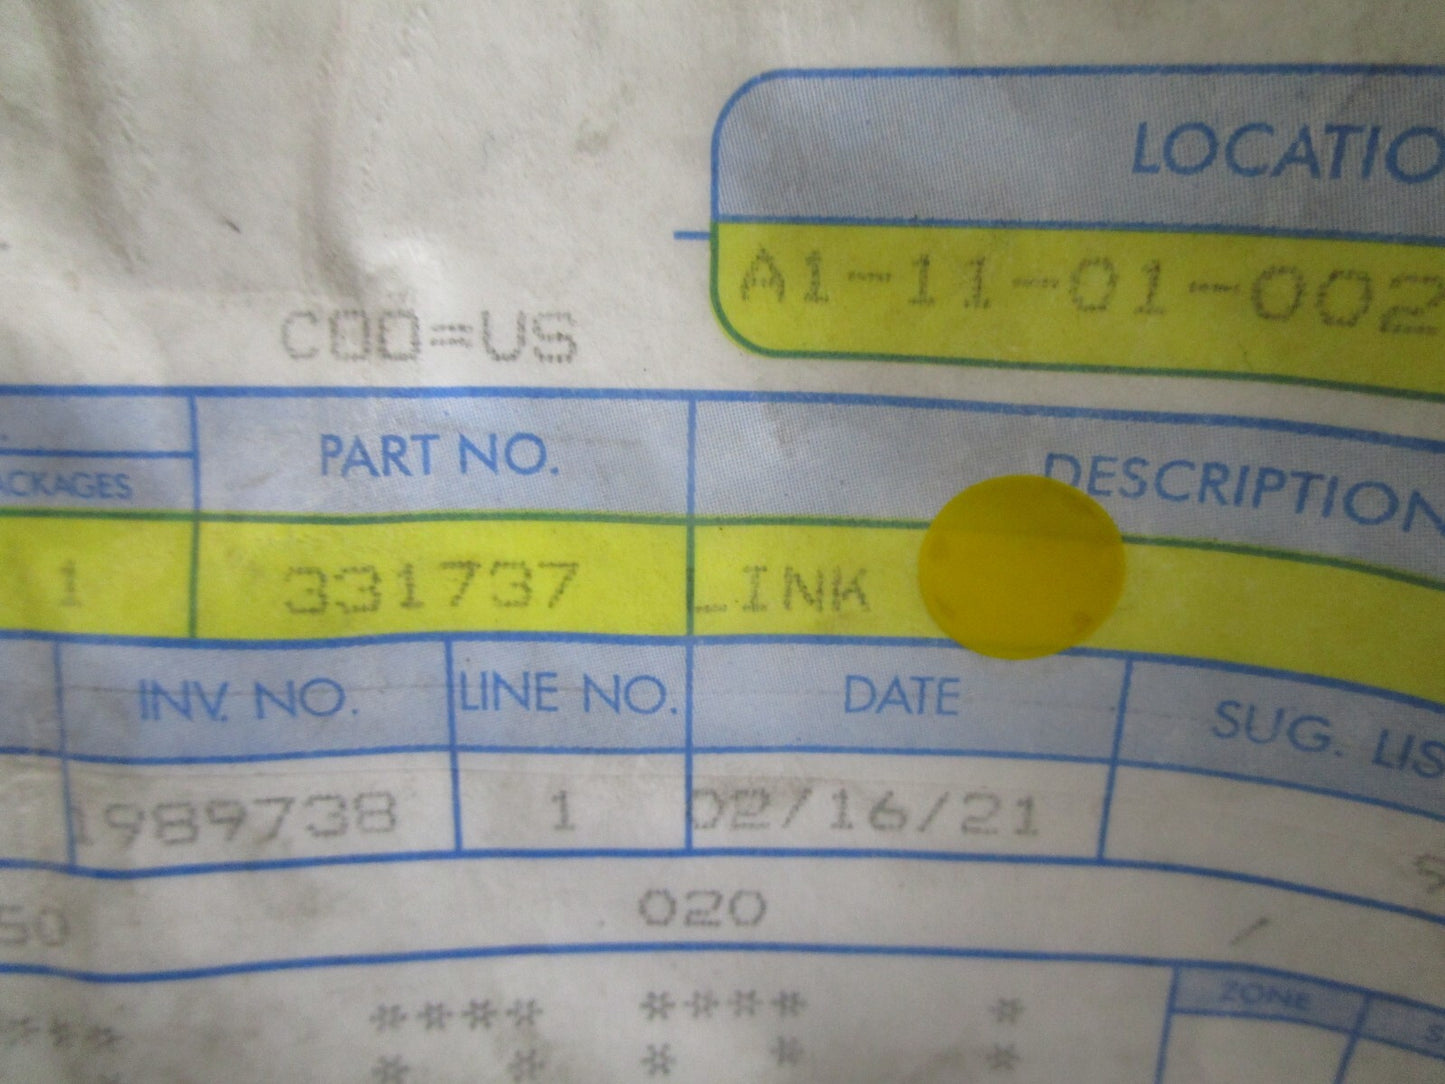 LOCATIO
A1-11-01-002
COO=US
PART NO. DESCRIPTION
ACKAGES
1 331737 LINK
INV. NO. LINE NO. DATE SUG. LIS
1989738 1 02/16/21
50 020 /
ZONE
**** **** *
*** * * * * *